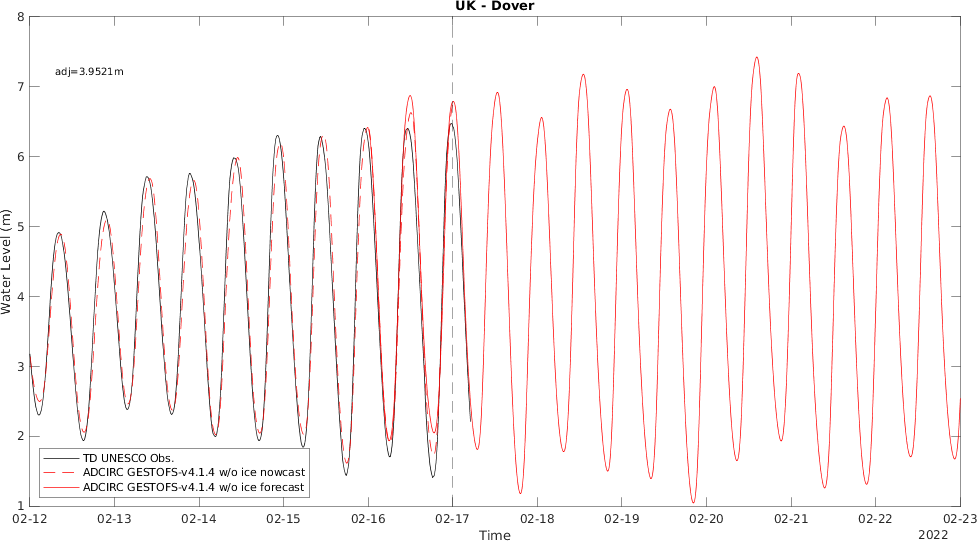 UK - Dover
8
adj=3.9521m
7
6
5
4
3
2
1
Water Level (m)
TD UNESCO Obs.
ADCIRC GESTOFS-v4.1.4 w/o ice nowcast
ADCIRC GESTOFS-v4.1.4 w/o ice forecast
02-12 02-13 02-14 02-15 02-16 02-17 02-18 02-19 02-20 02-21 02-22 02-23
Time
2022